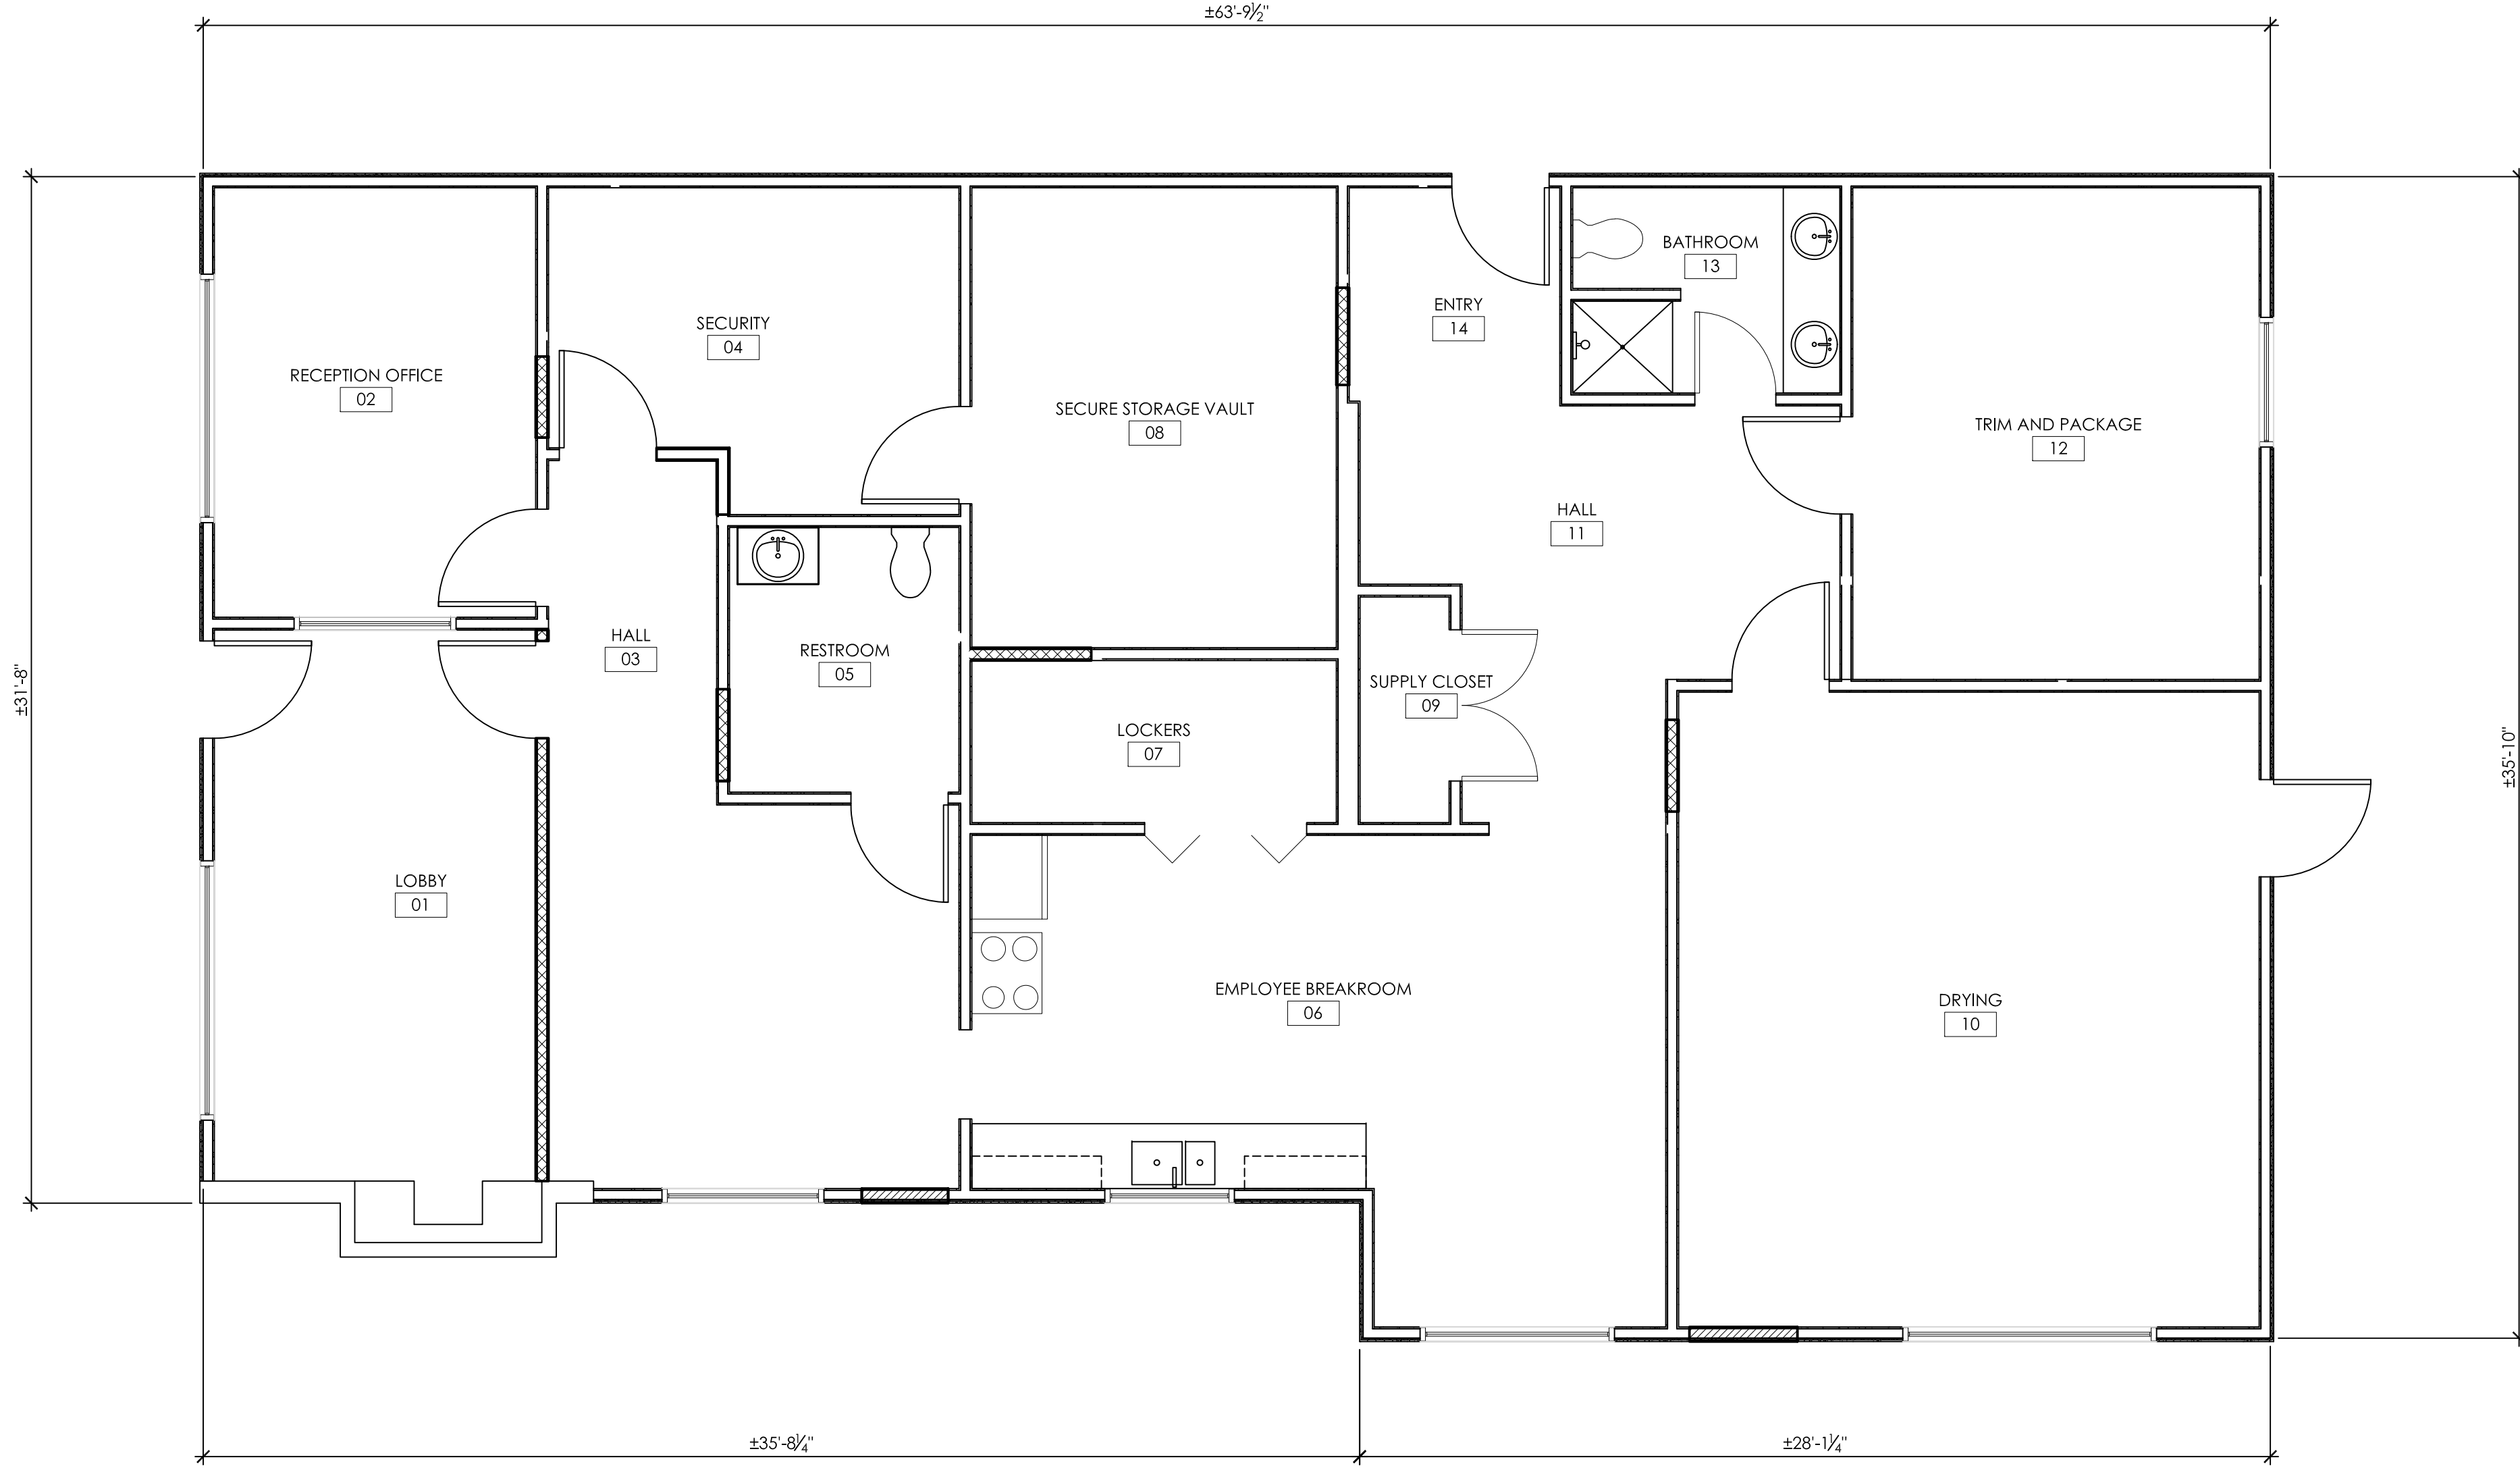 ±63'-9½"
BATHROOM
13
ENTRY
14
SECURITY
04
RECEPTION OFFICE
02
SECURE STORAGE VAULT
08
TRIM AND PACKAGE
12
HALL
11
HALL
03
RESTROOM
05
SUPPLY CLOSET
09
±31'-8"
LOCKERS
07
±35'-10"
LOBBY
01
EMPLOYEE BREAKROOM
06
DRYING
10
±35'-8¼"
±28'-1¼"